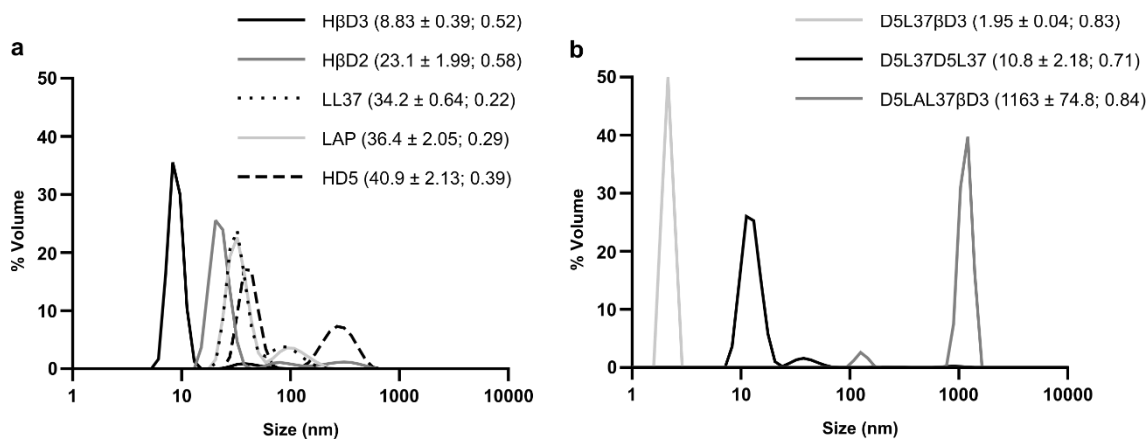 a
HβD3 (8.83 ± 0.39; 0.52)
HβD2 (23.1 ± 1.99; 0.58)
LL37 (34.2 ± 0.64; 0.22)
LAP (36.4 ± 2.05; 0.29)
HD5 (40.9 ± 2.13; 0.39)
% Volume
50
40
30
20
10
0
1
10
100
1000
10000
Size (nm)
b
D5L37βD3 (1.95 ± 0.04; 0.83)
D5L37D5L37 (10.8 ± 2.18; 0.71)
D5LAL37βD3 (1163 ± 74.8; 0.84)
% Volume
50
40
30
20
10
0
1
10
100
1000
10000
Size (nm)